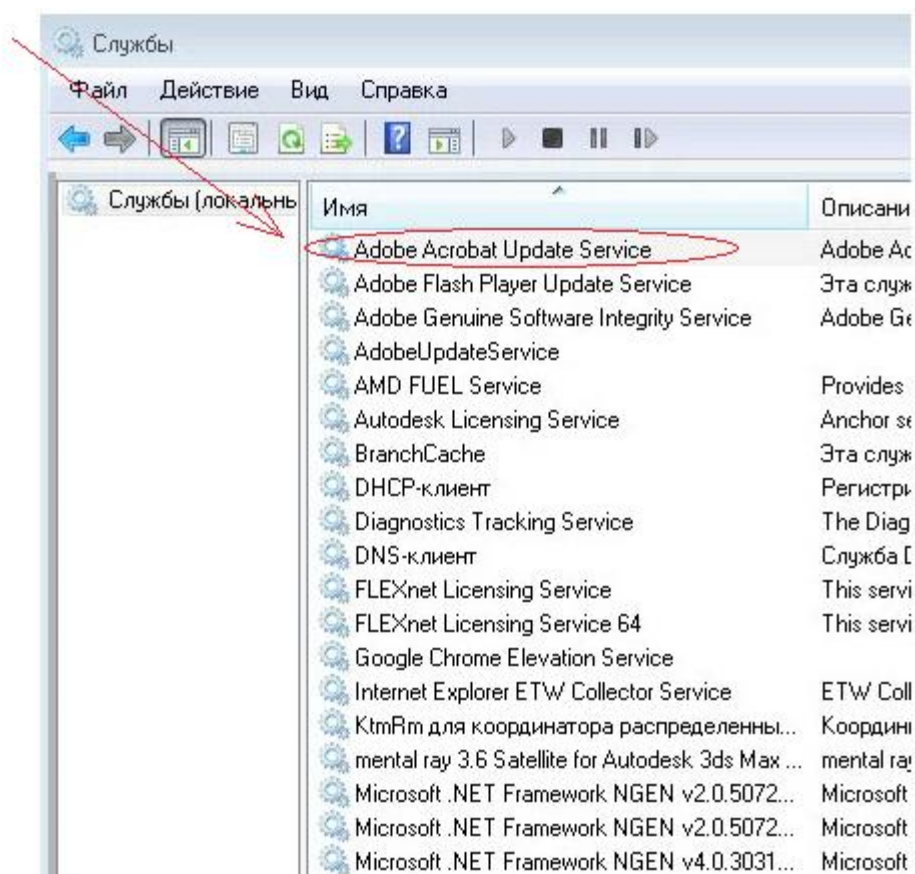 Службы
Файл Действие Вид Справка
Службы (локальнь
Имя Описани
Adobe Acrobat Update Service Adobe Ac
Adobe Flash Player Update Service Эта служ
Adobe Genuine Software Integrity Service Adobe Ge
AdobeUpdateService
AMD FUEL Service Provides
Autodesk Licensing Service Anchor se
BranchCache Эта служ
DHCP-клиент Регистри
Diagnostics Tracking Service The Diag
DNS-клиент Служба D
FLEXnet Licensing Service This servi
FLEXnet Licensing Service 64 This servi
Google Chrome Elevation Service
Internet Explorer ETW Collector Service ETW Coll
KtmRm для координатора распределенны... Координи
mental ray 3.6 Satellite for Autodesk 3ds Max ... mental ray
Microsoft .NET Framework NGEN v2.0.5072... Microsoft
Microsoft .NET Framework NGEN v2.0.5072... Microsoft
Microsoft .NET Framework NGEN v4.0.3031... Microsoft